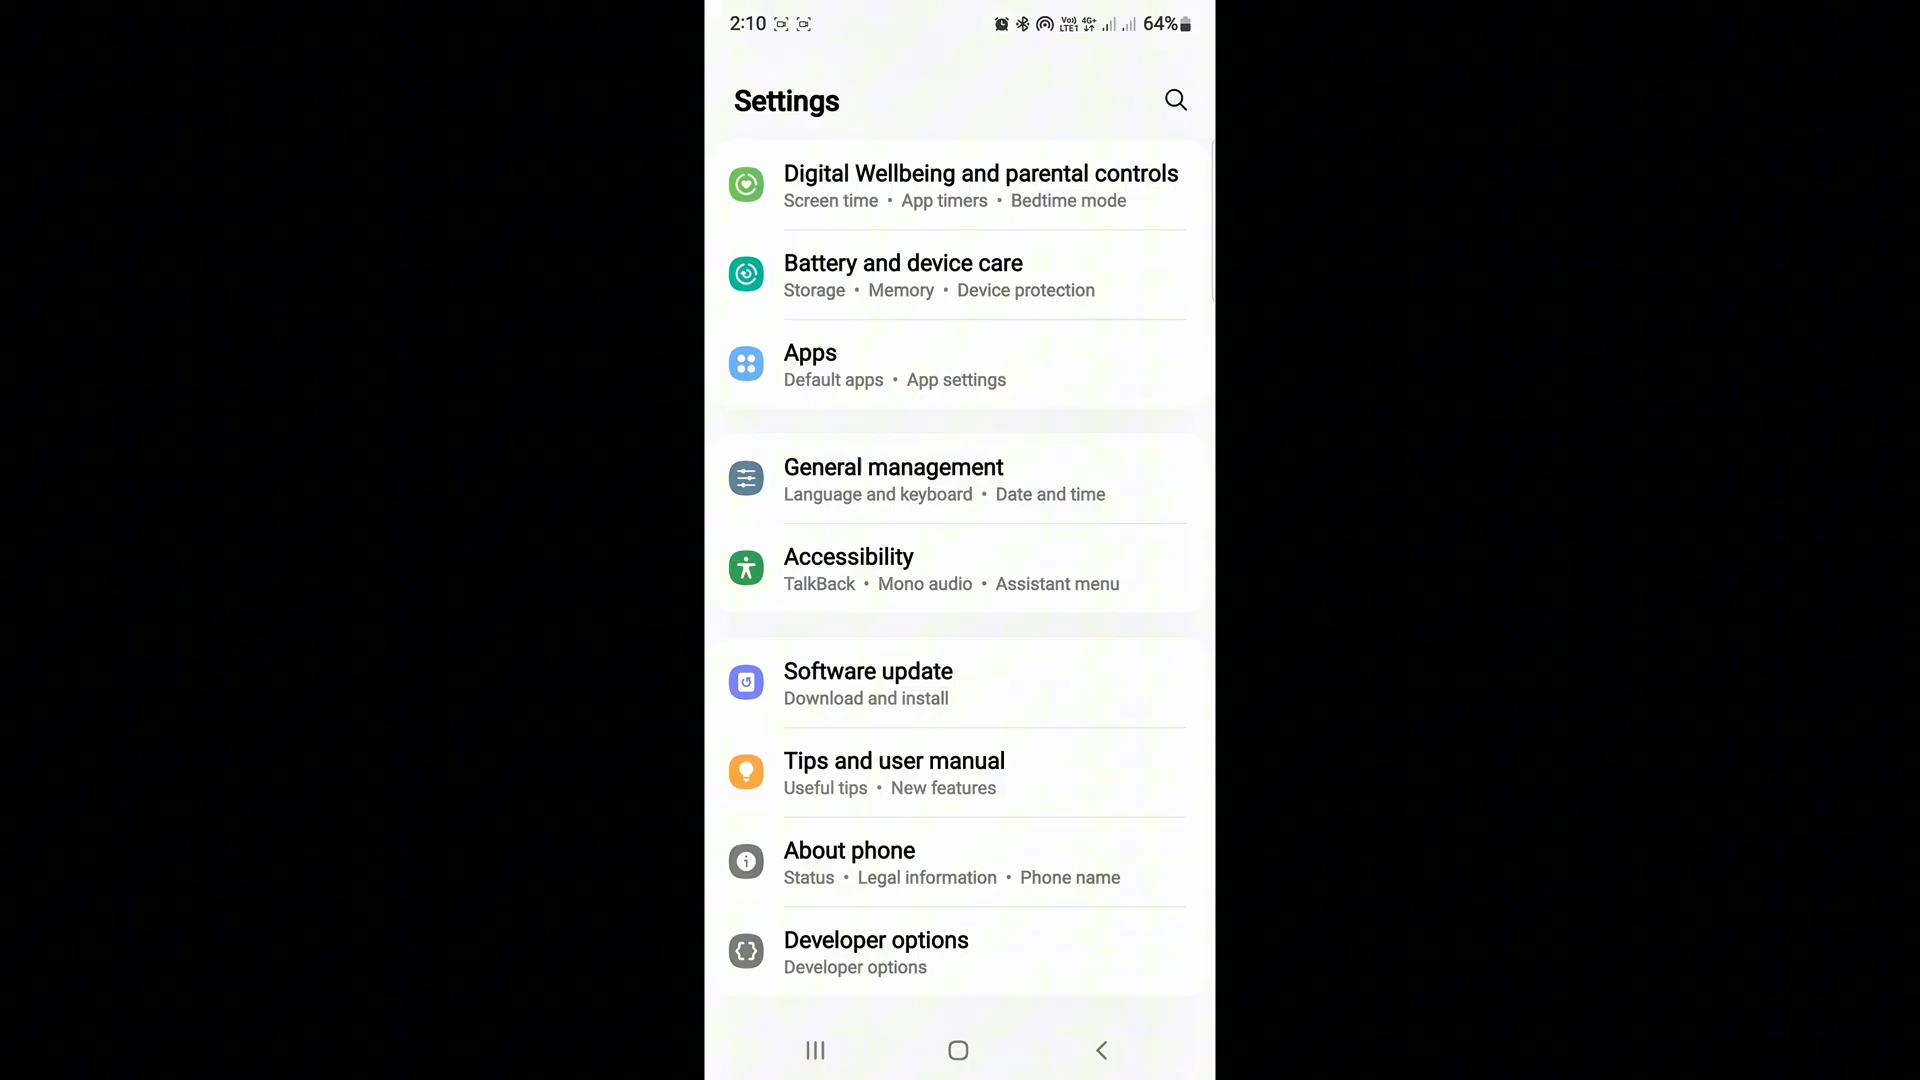 2:10 Vo)) LTE1 4G+ 64%
Settings
Digital Wellbeing and parental controls
Screen time • App timers • Bedtime mode
Battery and device care
Storage • Memory • Device protection
Apps
Default apps • App settings
General management
Language and keyboard • Date and time
Accessibility
TalkBack • Mono audio • Assistant menu
Software update
Download and install
Tips and user manual
Useful tips • New features
About phone
Status • Legal information • Phone name
Developer options
Developer options